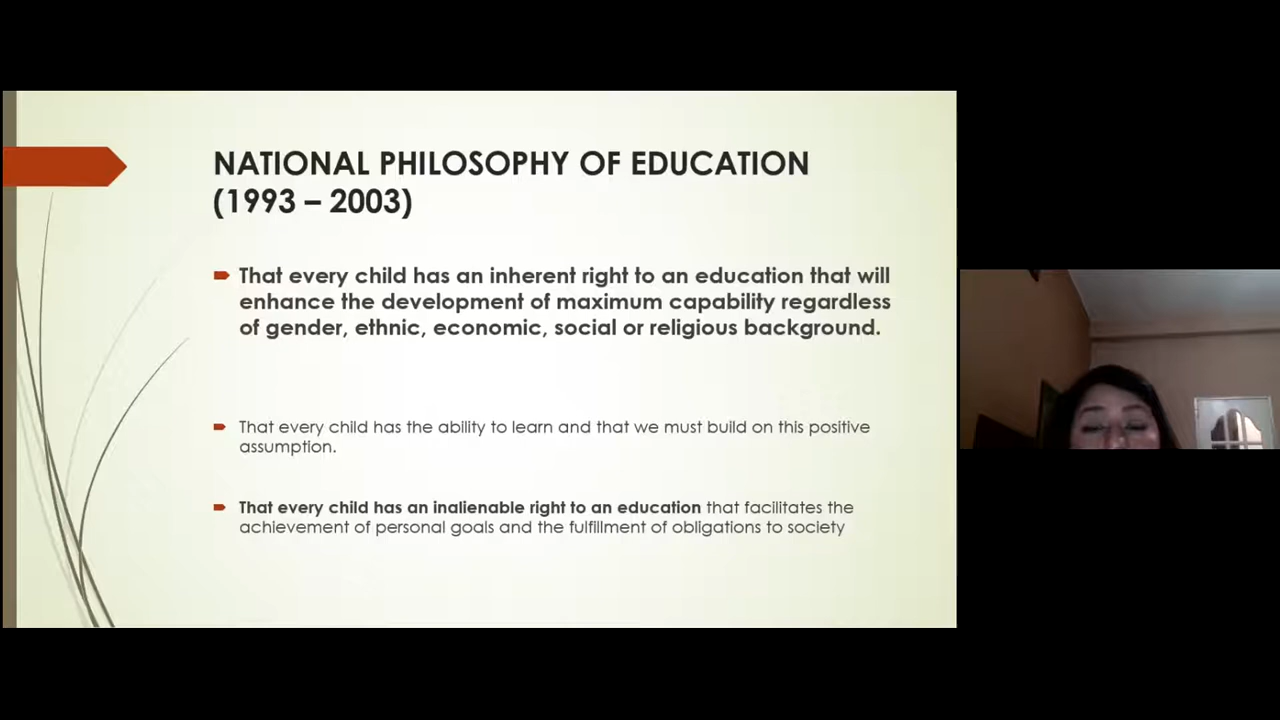 NATIONAL PHILOSOPHY OF EDUCATION
(1993 – 2003)
That every child has an inherent right to an education that will
enhance the development of maximum capability regardless
of gender, ethnic, economic, social or religious background.
That every child has the ability to learn and that we must build on this positive
assumption.
That every child has an inalienable right to an education that facilitates the
achievement of personal goals and the fulfillment of obligations to society